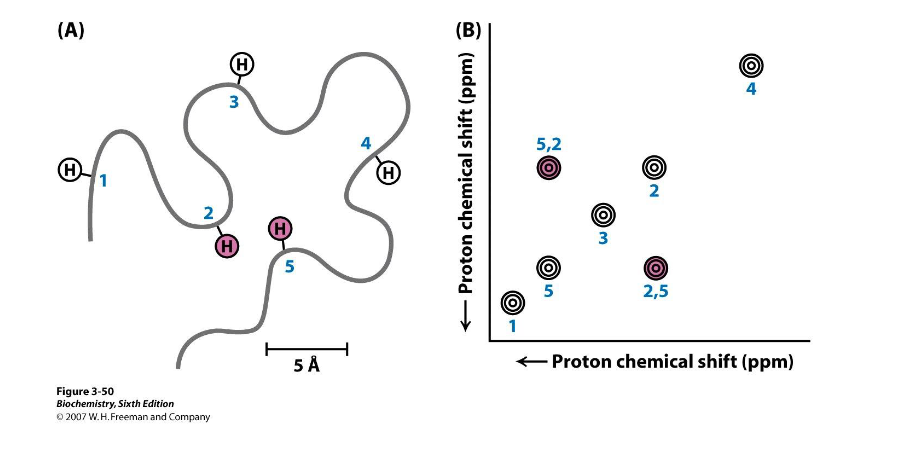 (A)
H
3
H
1
4
H
2
H
H
5
5 Å
(B)
Proton chemical shift (ppm)
4
5,2
2
3
5
2,5
1
Proton chemical shift (ppm)
Figure 3-50
Biochemistry, Sixth Edition
© 2007 W. H. Freeman and Company